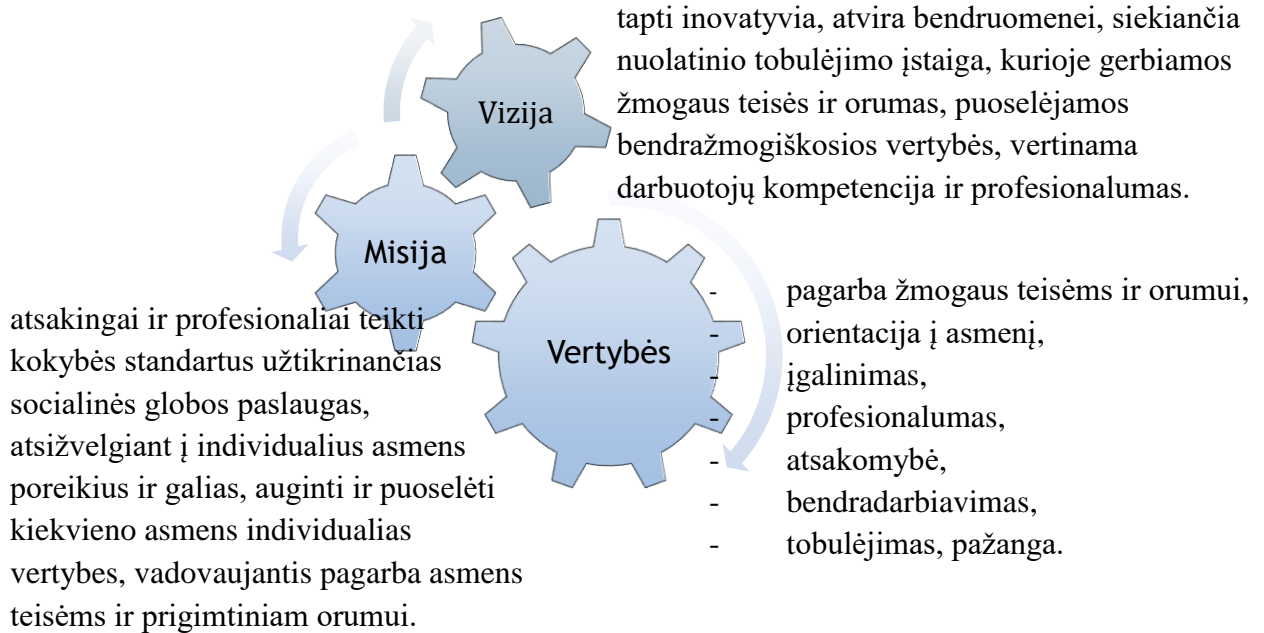 tapti inovatyvia, atvira bendruomenei, siekiančia
nuolatinio tobulėjimo įstaiga, kurioje gerbiamos
žmogaus teisės ir orumas, puoselėjamos
bendražmogiškosios vertybės, vertinama
darbuotojų kompetencija ir profesionalumas.
Vizija
Misija
atsakingai ir profesionaliai teikti
kokybės standartus užtikrinančias
socialinės globos paslaugas,
atsižvelgiant į individualius asmens
poreikius ir galias, auginti ir puoselėti
kiekvieno asmens individualias
vertybes, vadovaujantis pagarba asmens
teisėms ir prigimtiniam orumui.
Vertybės
- pagarba žmogaus teisėms ir orumui,
- orientacija į asmenį,
- įgalinimas,
- profesionalumas,
- atsakomybė,
- bendradarbiavimas,
- tobulėjimas, pažanga.